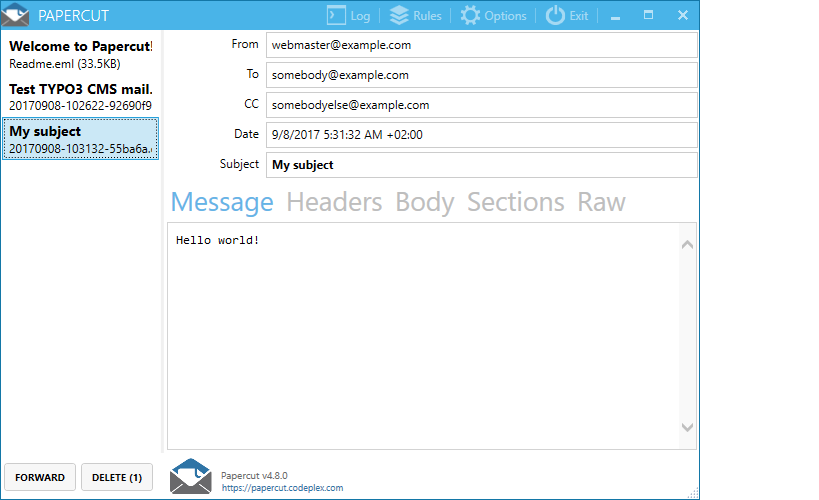 PAPERCUT
Log
Rules
Options
Exit
Welcome to Papercut!
Readme.eml (33.5KB)
Test TYPO3 CMS mail.
20170908-102622-92690f9
My subject
20170908-103132-55ba6a.
From
webmaster@example.com
To
somebody@example.com
CC
somebodyelse@example.com
Date
9/8/2017 5:31:32 AM +02:00
Subject
My subject
Message Headers Body Sections Raw
Hello world!
FORWARD
DELETE (1)
Papercut v4.8.0
https://papercut.codeplex.com